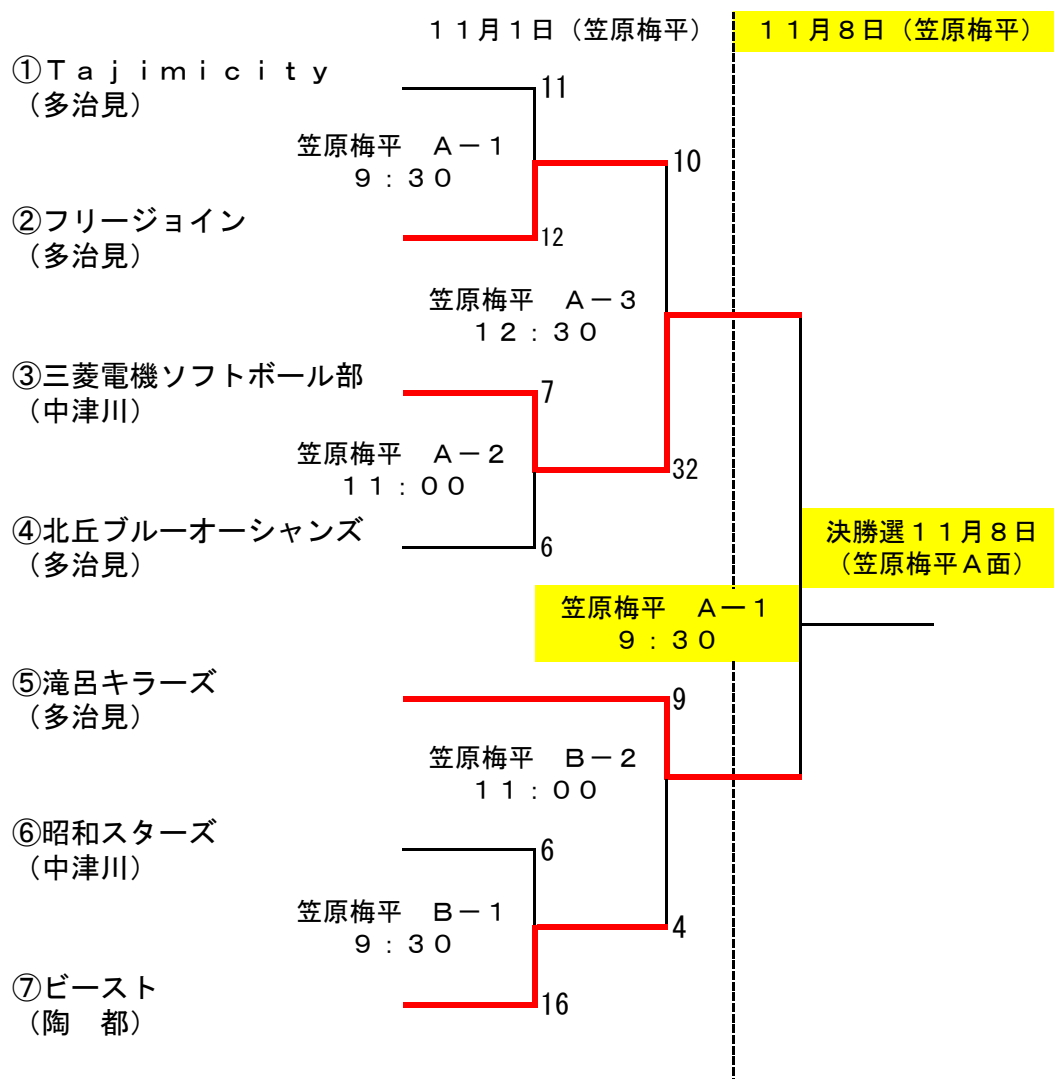 11月1日（笠原梅平）
11月8日（笠原梅平）
①Ｔａｊｉｍｉｃｉｔｙ
（多治見）
11
笠原梅平　Ａ－１
９：３０
10
②フリージョイン
（多治見）
12
笠原梅平　Ａ－３
１２：３０
③三菱電機ソフトボール部
（中津川）
7
笠原梅平　Ａ－２
１１：００
32
④北丘ブルーオーシャンズ
（多治見）
6
決勝選１１月８日
（笠原梅平Ａ面）
笠原梅平　Ａー１
９：３０
⑤滝呂キラーズ
（多治見）
9
笠原梅平　Ｂ－２
１１：００
⑥昭和スターズ
（中津川）
6
笠原梅平　Ｂ－１
９：３０
4
⑦ビースト
（陶　都）
16